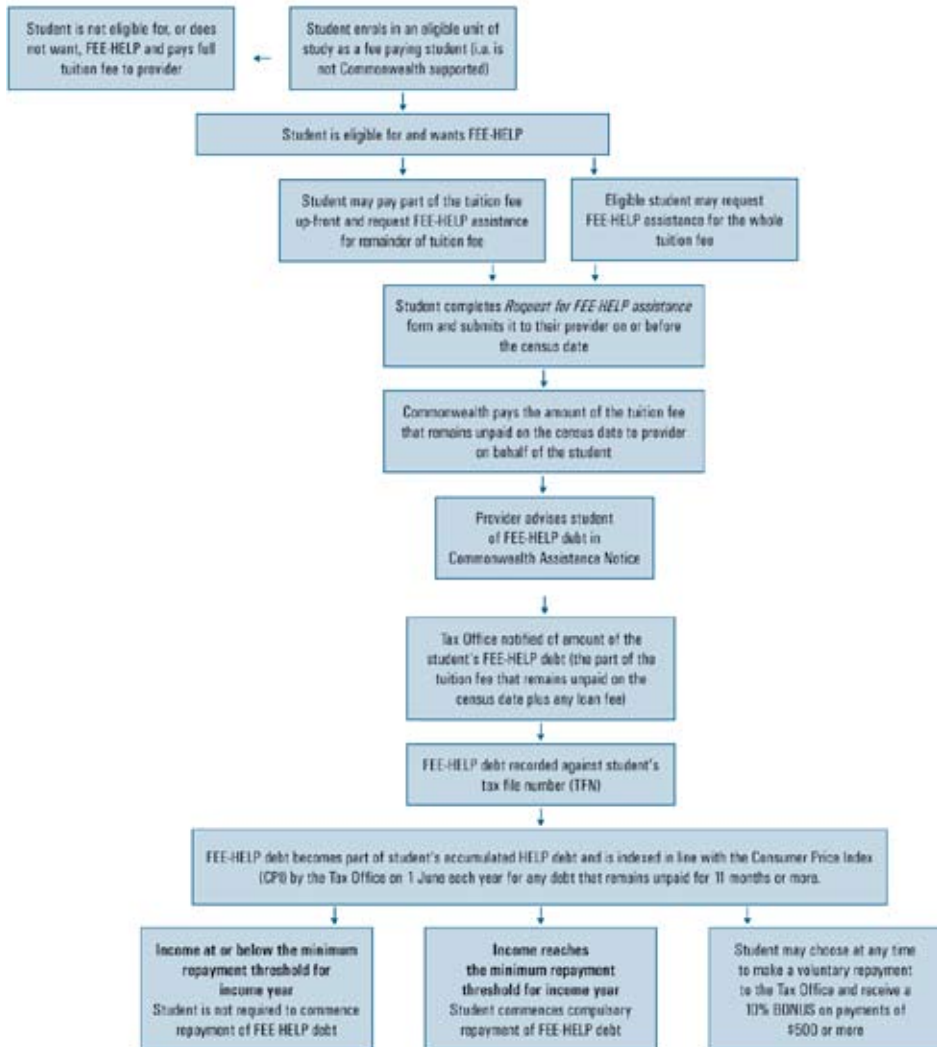 Student is not eligible for, or does
not want, FEE-HELP and pays full
tuition fee to provider
Student enrols in an eligible unit of
study as a fee paying student (i.e. is
not Commonwealth supported)
Student is eligible for and wants FEE-HELP
Student may pay part of the tuition fee
up-front and request FEE-HELP assistance
for remainder of tuition fee
Eligible student may request
FEE-HELP assistance for the whole
tuition fee
Student completes Request for FEE-HELP assistance
form and submits it to their provider on or before
the census date
Commonwealth pays the amount of the tuition fee
that remains unpaid on the census date to provider
on behalf of the student
Provider advises student
of FEE-HELP debt in
Commonwealth Assistance Notice
Tax Office notified of amount of the
student's FEE-HELP debt (the part of the
tuition fee that remains unpaid on the
census date plus any loan fee)
FEE-HELP debt recorded against student's
tax file number (TFN)
FEE-HELP debt becomes part of student's accumulated HELP debt and is indexed in line with the Consumer Price Index
(CPI) by the Tax Office on 1 June each year for any debt that remains unpaid for 11 months or more.
Income at or below the minimum
repayment threshold for
income year
Student is not required to commence
repayment of FEE HELP debt
Income reaches
the minimum repayment
threshold for income year
Student commences compulsory
repayment of FEE-HELP debt
Student may choose at any time
to make a voluntary repayment
to the Tax Office and receive a
10% BONUS on payments of
$500 or more